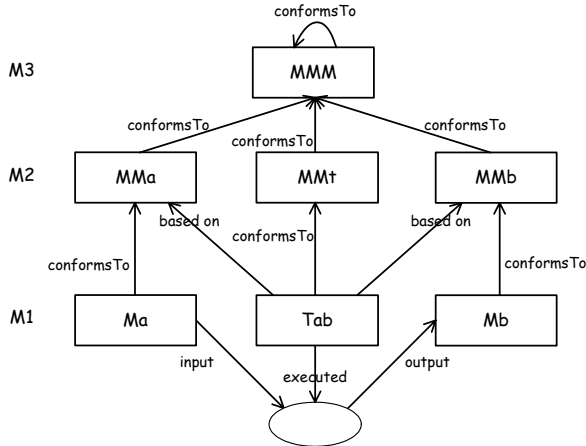 conformsTo
M3
MMM
conformsTo
conformsTo
conformsTo
M2
MMa
MMt
MMb
based on
based on
conformsTo
conformsTo
conformsTo
M1
Ma
Tab
Mb
input
executed
output